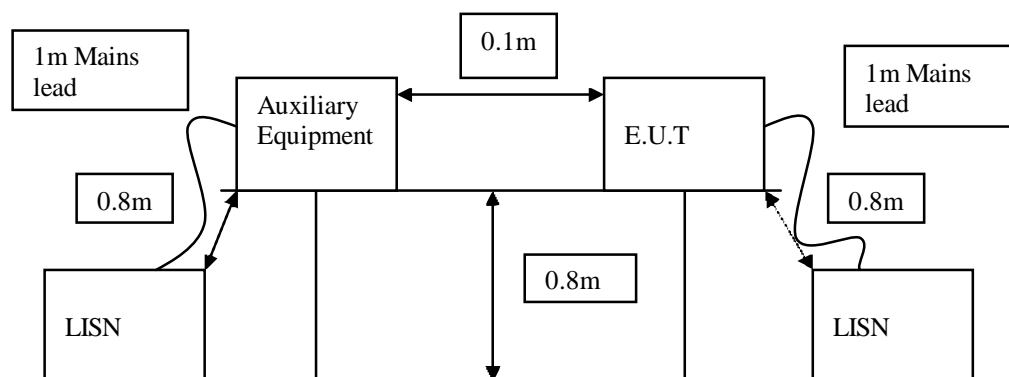 0.1m
1m Mains
lead
1m Mains
lead
Auxiliary
Equipment
E.U.T
0.8m
0.8m
0.8m
LISN
LISN